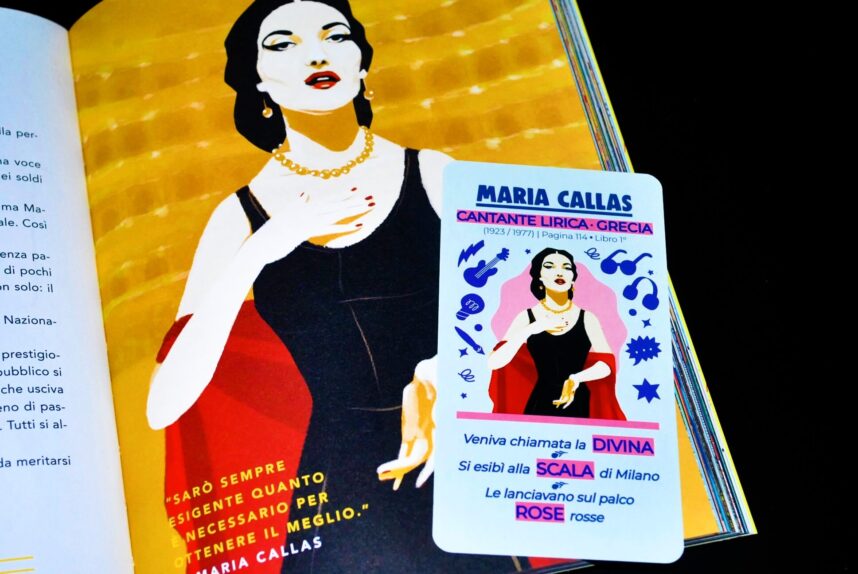 ila per-
na voce
ei soldi
ma Ma-
ale. Così
enza pa-
di pochi
on solo: il
Naziona-
prestigio-
pubblico si
che usciva
eno di pas-
. Tutti si al-
da meritarsi
"SARÒ SEMPRE
ESIGENTE QUANTO
È NECESSARIO PER
OTTENERE IL MEGLIO."
MARIA CALLAS
MARIA CALLAS
CANTANTE LIRICA · GRECIA
(1923 / 1977) | Pagina 114 • Libro 1°
Veniva chiamata la DIVINA
Si esibì alla SCALA di Milano
Le lanciavano sul palco
ROSE rosse